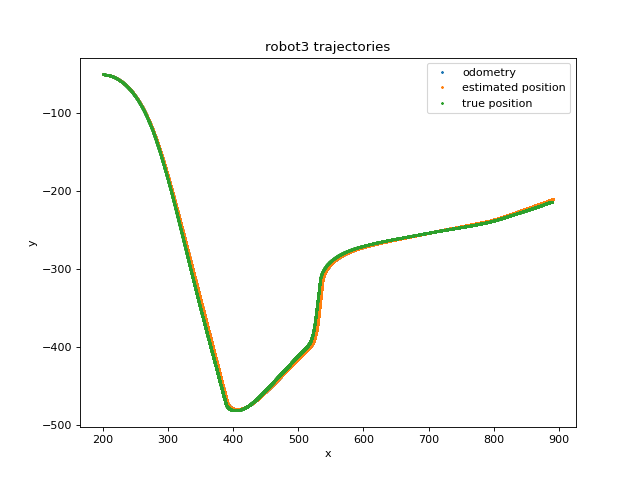 robot3 trajectories
odometry
estimated position
true position
y
−100
−200
−300
−400
−500
200 300 400 500 600 700 800 900
x